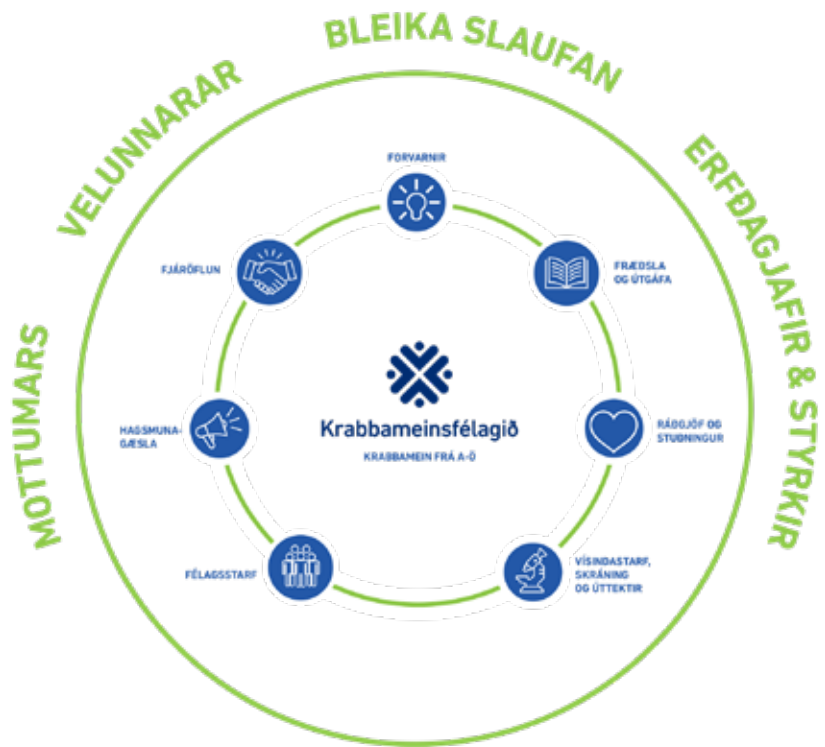 BLEIKA SLAUFAN
VELUNNARAR
ERFÐAGJAFIR & STYRKIR
MOTTUMARS
FORVARNIR
FJÁRÖFLUN
FRÆÐSLA
OG ÚTGÁFA
HAGSMUNA-
GÆSLA
Krabbameinsfélagið
KRABBAMEIN FRÁ A-Ö
RÁÐGJÖF OG
STUÐNINGUR
FÉLAGSSTARF
VÍSINDASTARF,
SKRÁNING
OG ÚTTEKTIR